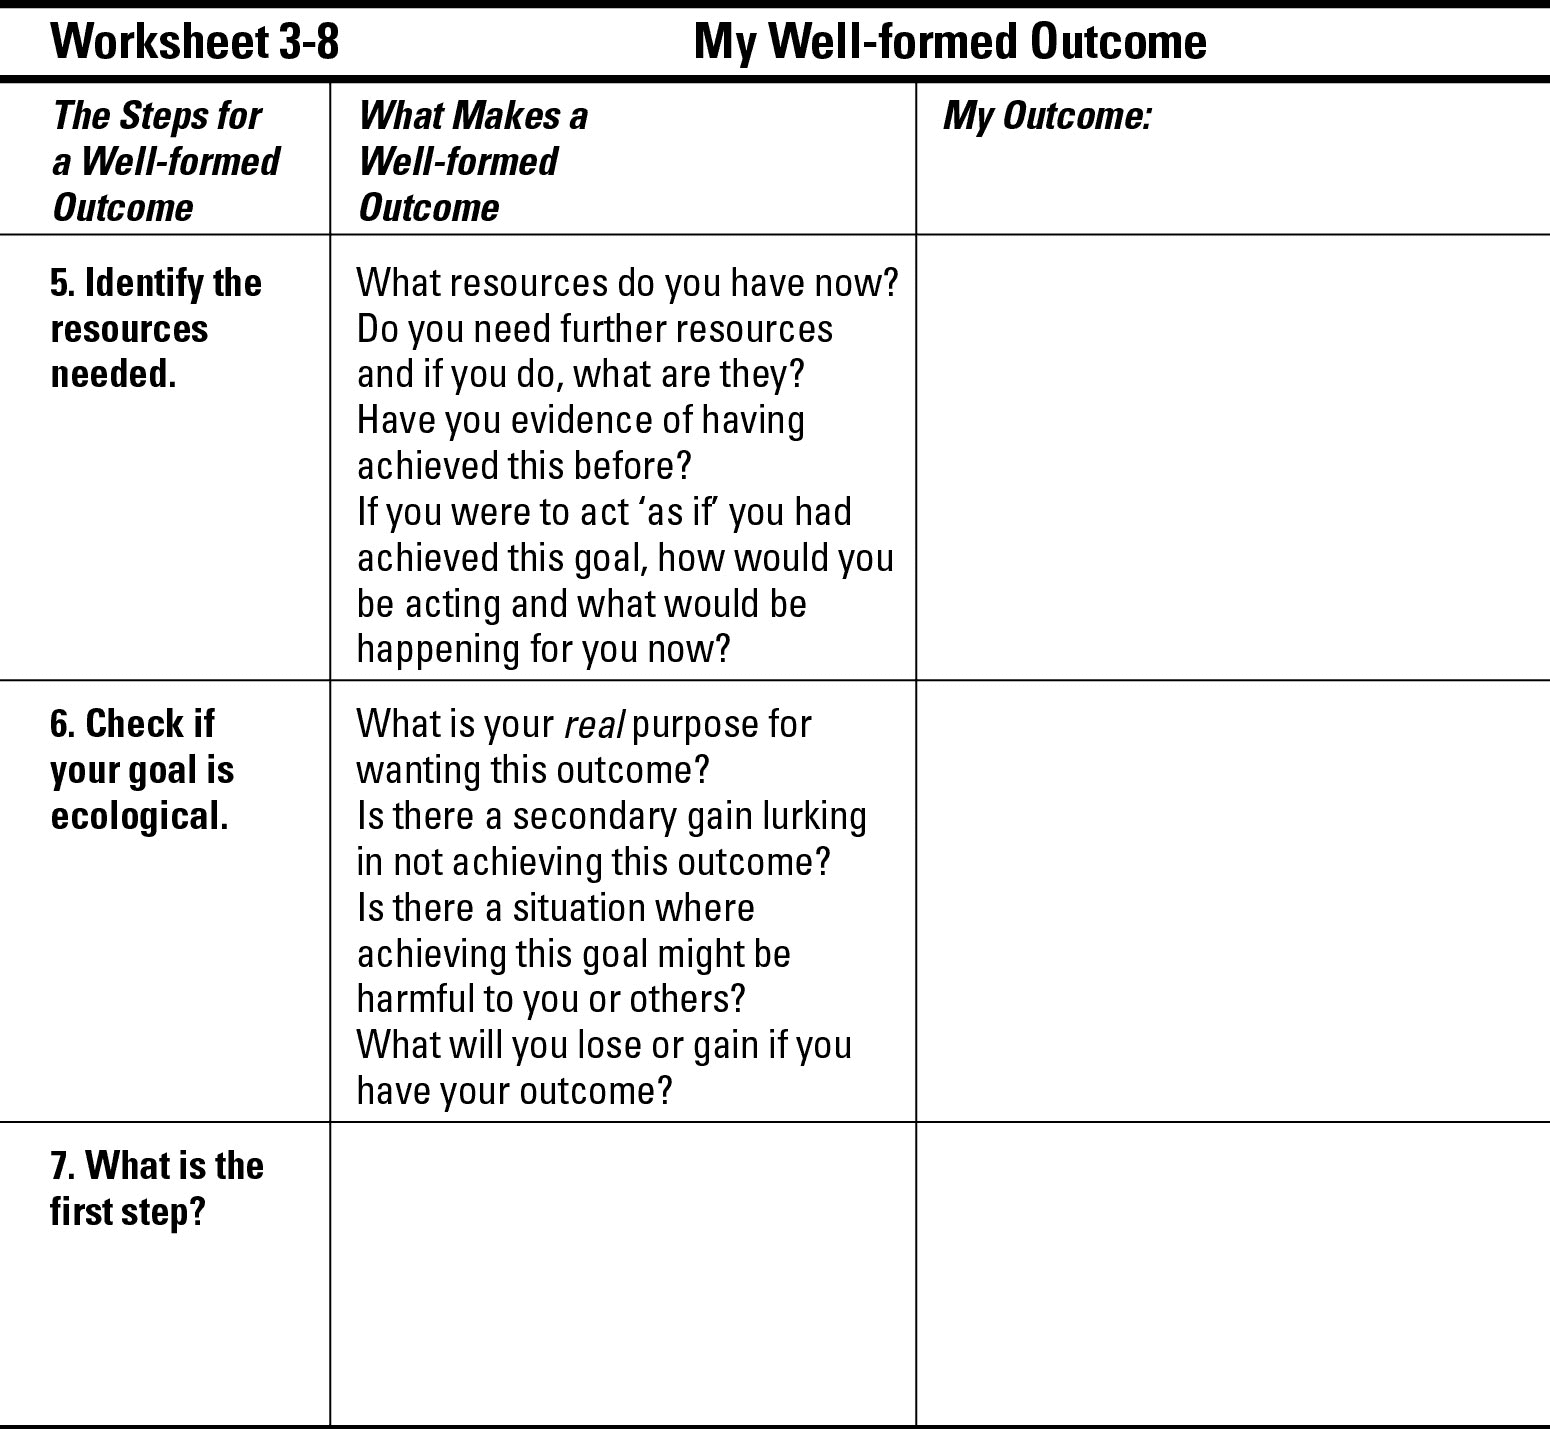 Worksheet 3-8 My Well-formed Outcome
The Steps for
a Well-formed
Outcome
What Makes a
Well-formed
Outcome
My Outcome:
5. Identify the
resources
needed.
What resources do you have now?
Do you need further resources
and if you do, what are they?
Have you evidence of having
achieved this before?
If you were to act ‘as if’ you had
achieved this goal, how would you
be acting and what would be
happening for you now?
6. Check if
your goal is
ecological.
What is your real purpose for
wanting this outcome?
Is there a secondary gain lurking
in not achieving this outcome?
Is there a situation where
achieving this goal might be
harmful to you or others?
What will you lose or gain if you
have your outcome?
7. What is the
first step?